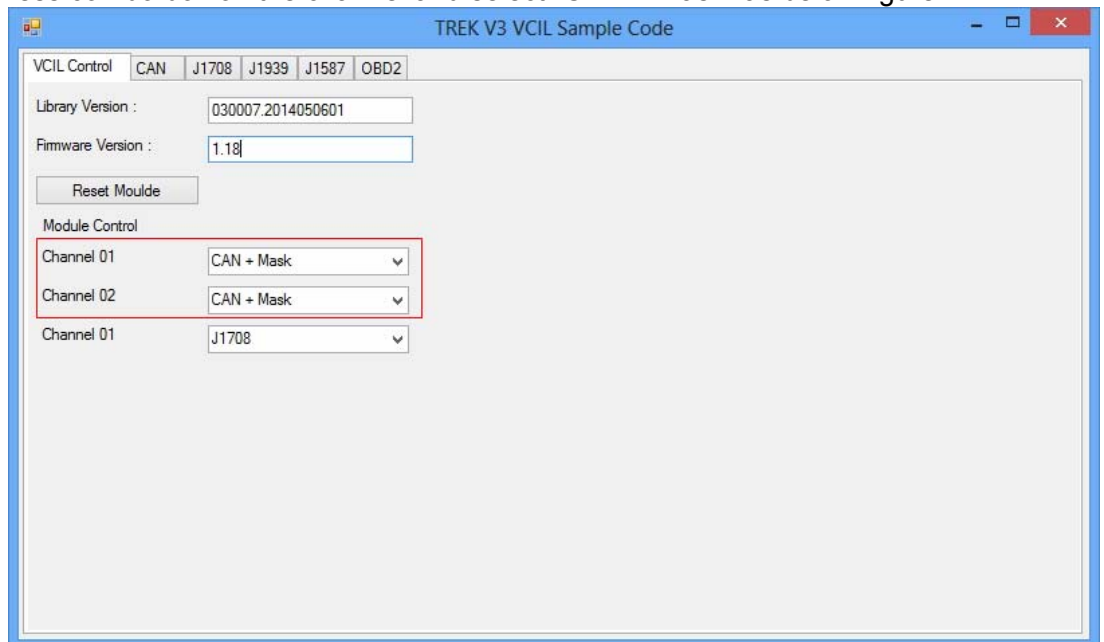 TREK V3 VCIL Sample Code
VCIL Control CAN J1708 J1939 J1587 OBD2
Library Version : 030007.2014050601
Firmware Version : 1.18
Reset Moulde
Module Control
Channel 01 CAN + Mask
Channel 02 CAN + Mask
Channel 01 J1708